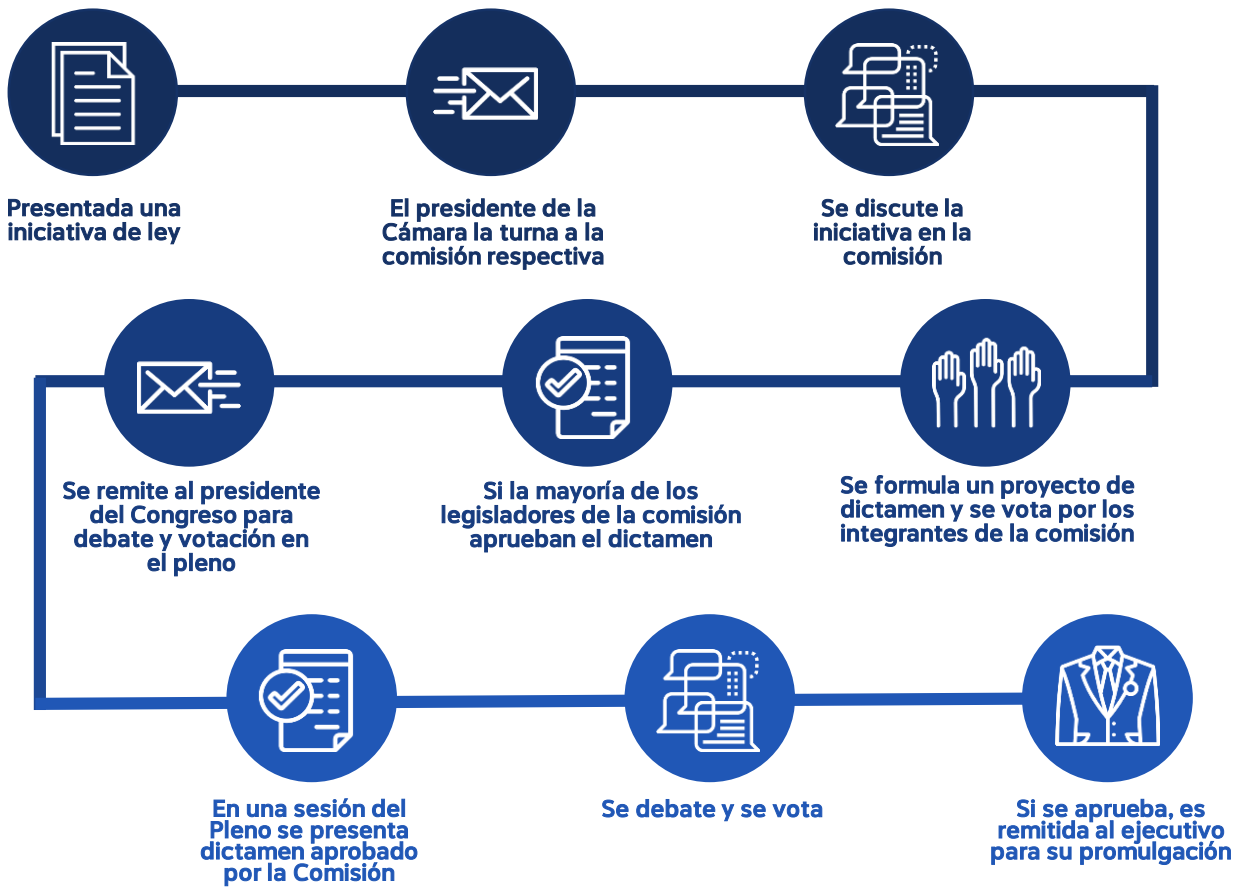 Presentada una
iniciativa de ley
El presidente de la
Cámara la turna a la
comisión respectiva
Se discute la
iniciativa en la
comisión
Se formula un proyecto de
dictamen y se vota por los
integrantes de la comisión
Si la mayoría de los
legisladores de la comisión
aprueban el dictamen
Se remite al presidente
del Congreso para
debate y votación en
el pleno
En una sesión del
Pleno se presenta
dictamen aprobado
por la Comisión
Se debate y se vota
Si se aprueba, es
remitida al ejecutivo
para su promulgación